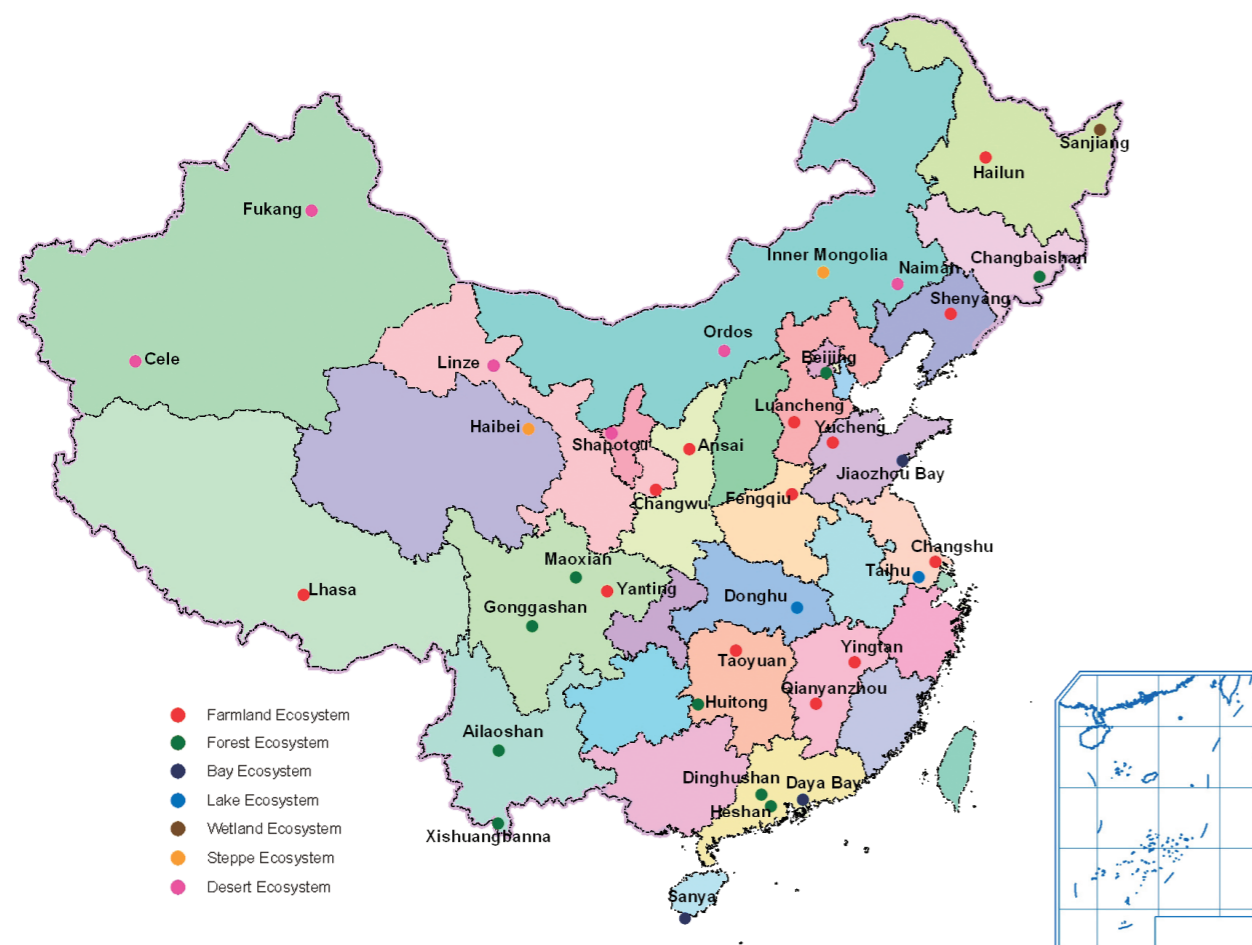 Sanjiang
Hailun
Fukang
Inner Mongolia
Changbaishan
Naiman
Shenyang
Ordos
Cele
Linze
Beijing
Luancheng
Haibei
Yucheng
Shapotou
Ansai
Jiaozhou Bay
Changwu
Fengqiu
Changshu
Maoxian
Taihu
Lhasa
Yanting
Donghu
Gonggashan
Yingtan
Taoyuan
Qianyanzhou
Huitong
Ailaoshan
Dinghushan
Daya Bay
Heshan
Xishuangbanna
Sanya
Farmland Ecosystem
Forest Ecosystem
Bay Ecosystem
Lake Ecosystem
Wetland Ecosystem
Steppe Ecosystem
Desert Ecosystem